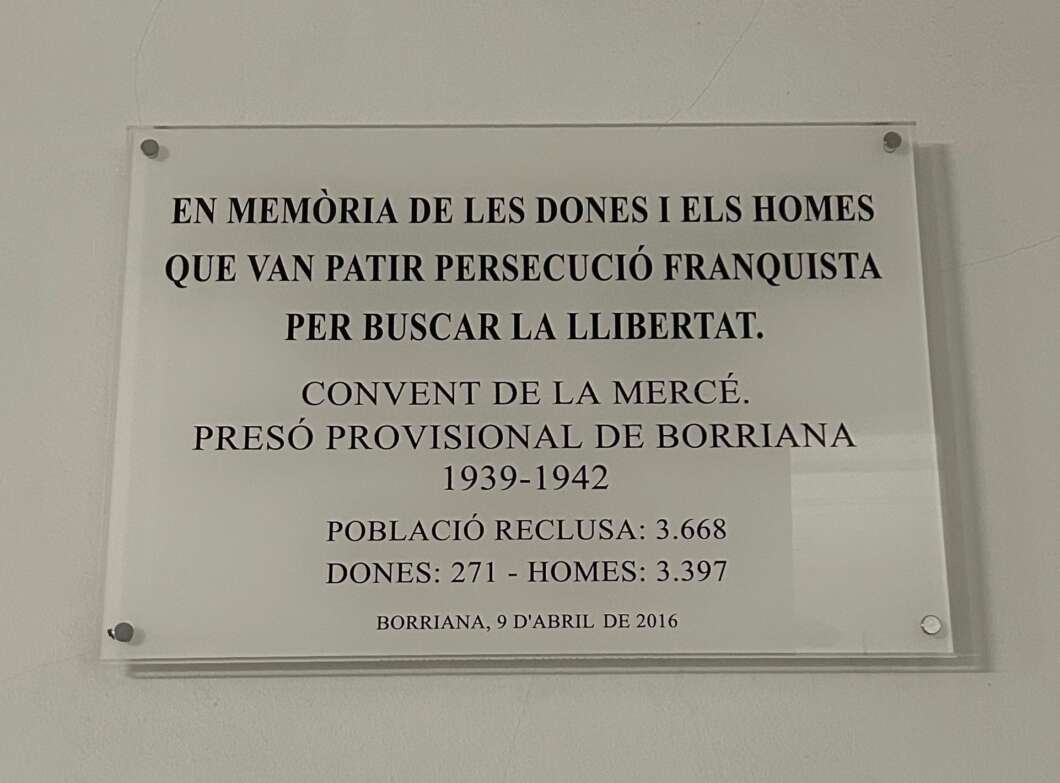 EN MEMÒRIA DE LES DONES I ELS HOMES
QUE VAN PATIR PERSECUCIÓ FRANQUISTA
PER BUSCAR LA LLIBERTAT.
CONVENT DE LA MERCÉ.
PRESÓ PROVISIONAL DE BORRIANA
1939-1942
POBLACIÓ RECLUSA: 3.668
DONES: 271 - HOMES: 3.397
BORRIANA, 9 D'ABRIL DE 2016